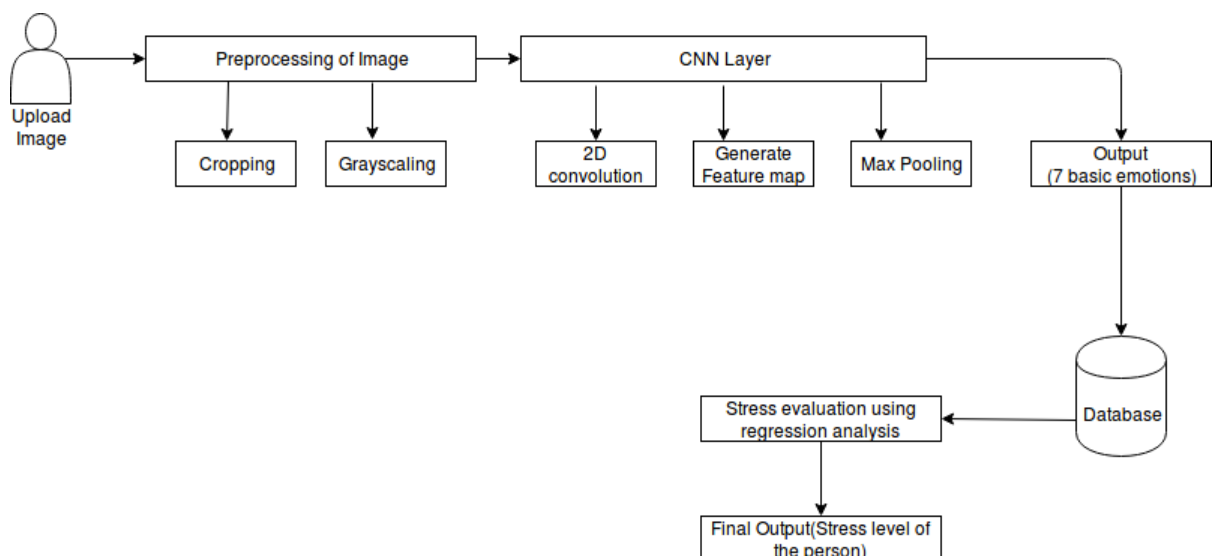 Upload
Image
Preprocessing of Image
CNN Layer
Cropping
Grayscaling
2D
convolution
Generate
Feature map
Max Pooling
Output
(7 basic emotions)
Database
Stress evaluation using
regression analysis
Final Output(Stress level of
the person)